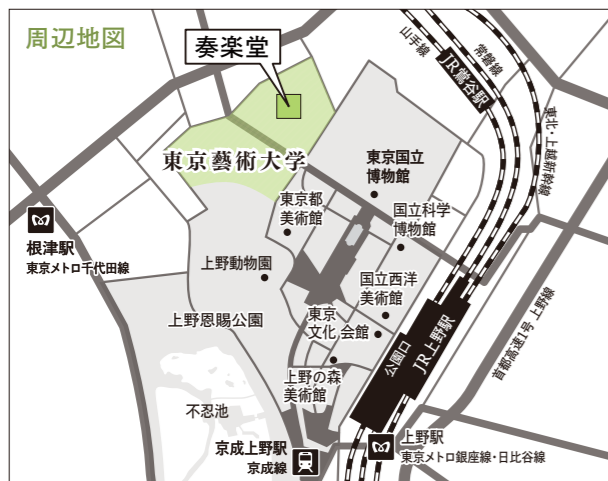 周辺地図
奏楽堂
東京藝術大学
山手線
JR鶯谷駅
常磐線
東北・上越新幹線
東京国立
博物館
東京都
美術館
国立科学
博物館
根津駅
東京メトロ千代田線
上野動物園
国立西洋
美術館
上野恩賜公園
東京
文化 会館
首都高速1号 上野線
公園口
JR上野駅
上野の森
美術館
不忍池
京成上野駅
京成線
上野駅
東京メトロ銀座線・日比谷線